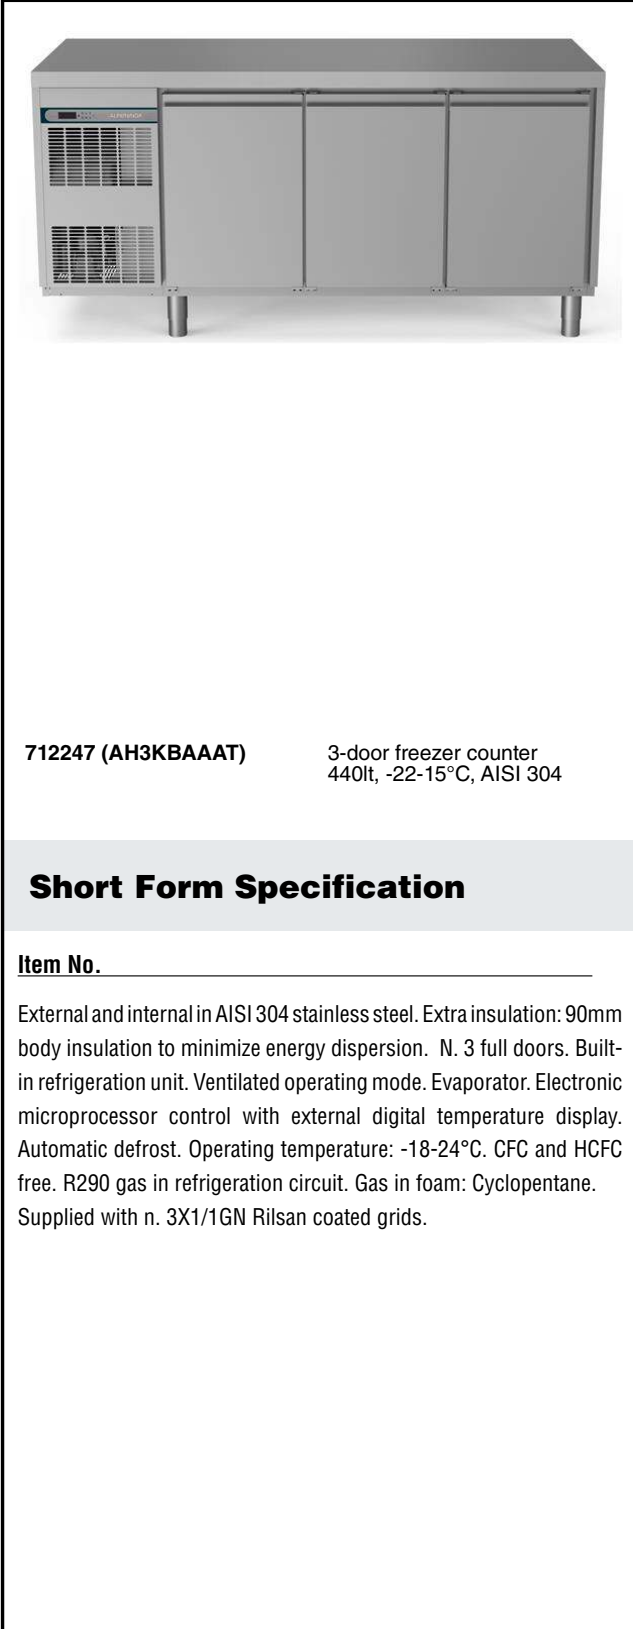 712247 (AH3KBAAAT)
3-door freezer counter
440lt, -22-15°C, AISI 304
Short Form Specification
Item No.
External and internal in AISI 304 stainless steel. Extra insulation: 90mm
body insulation to minimize energy dispersion.  N. 3 full doors. Built-
in refrigeration unit. Ventilated operating mode. Evaporator. Electronic
microprocessor control with external digital temperature display.
Automatic defrost. Operating temperature: -18-24°C. CFC and HCFC
free. R290 gas in refrigeration circuit. Gas in foam: Cyclopentane.
Supplied with n. 3X1/1GN Rilsan coated grids.